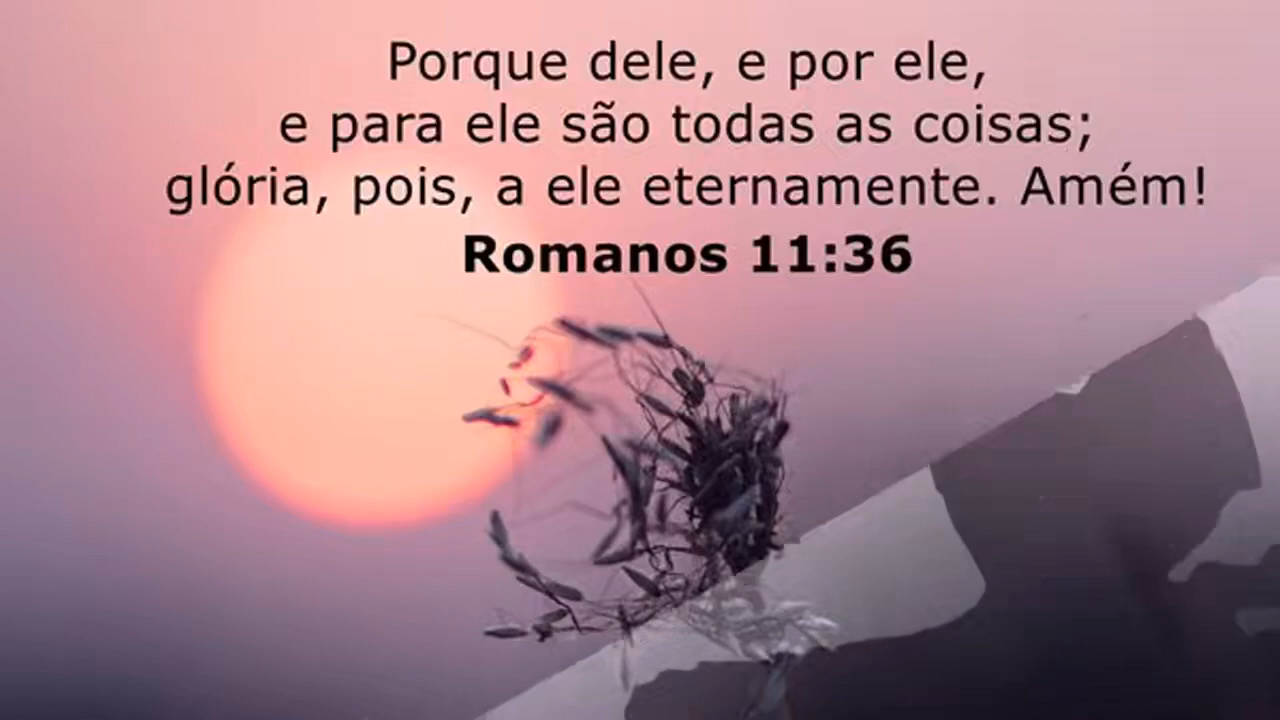 Porque dele, e por ele,
e para ele são todas as coisas;
glória, pois, a ele eternamente. Amém!
Romanos 11:36